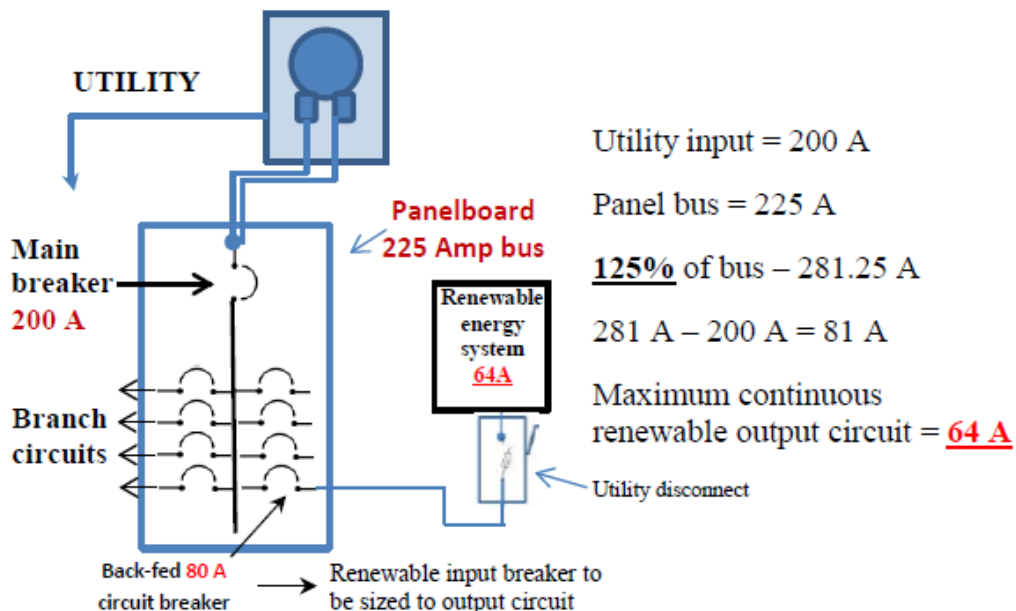 UTILITY
Utility input = 200 A
Panel bus = 225 A
125% of bus – 281.25 A
281 A – 200 A = 81 A
Maximum continuous
renewable output circuit = 64 A
Panelboard
225 Amp bus
Main
breaker
200 A
Renewable
energy
system
64A
Branch
circuits
Utility disconnect
Back-fed 80 A
circuit breaker
Renewable input breaker to
be sized to output circuit